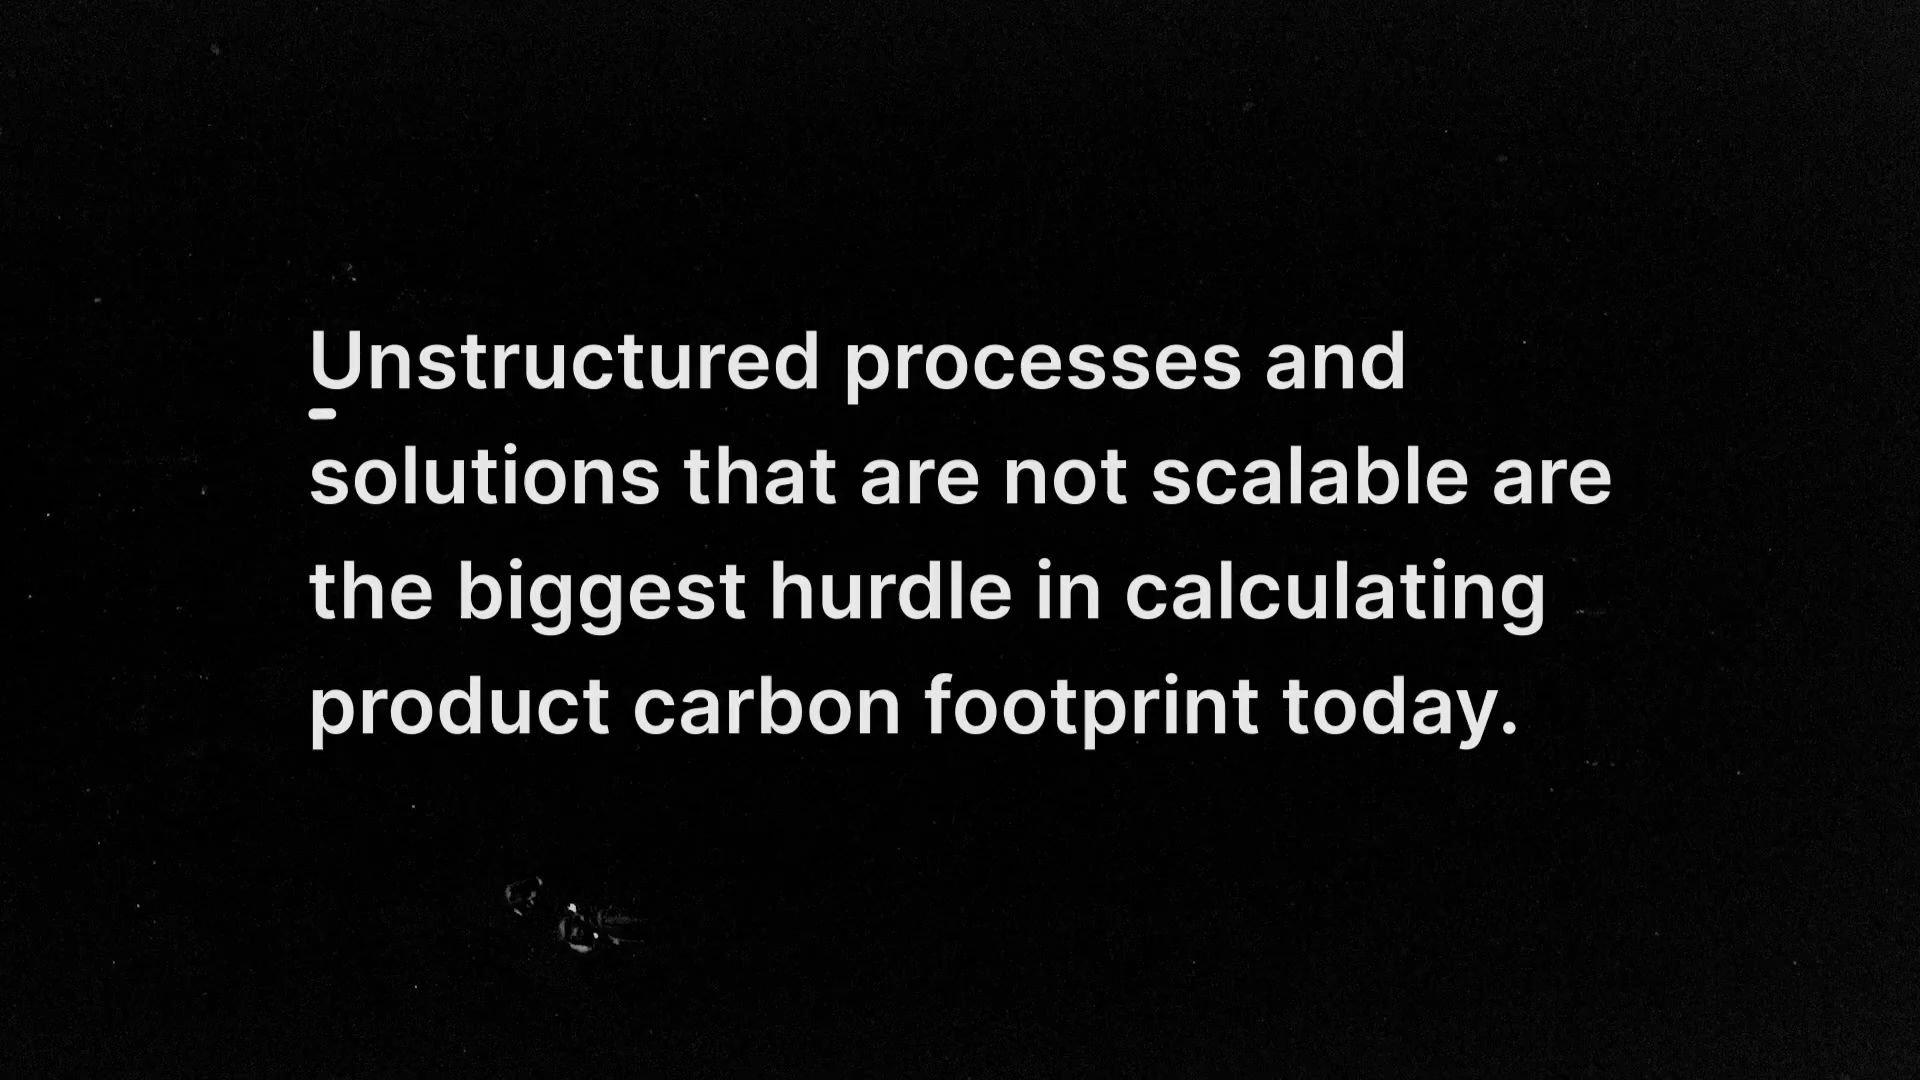 Unstructured processes and
solutions that are not scalable are
the biggest hurdle in calculating
product carbon footprint today.